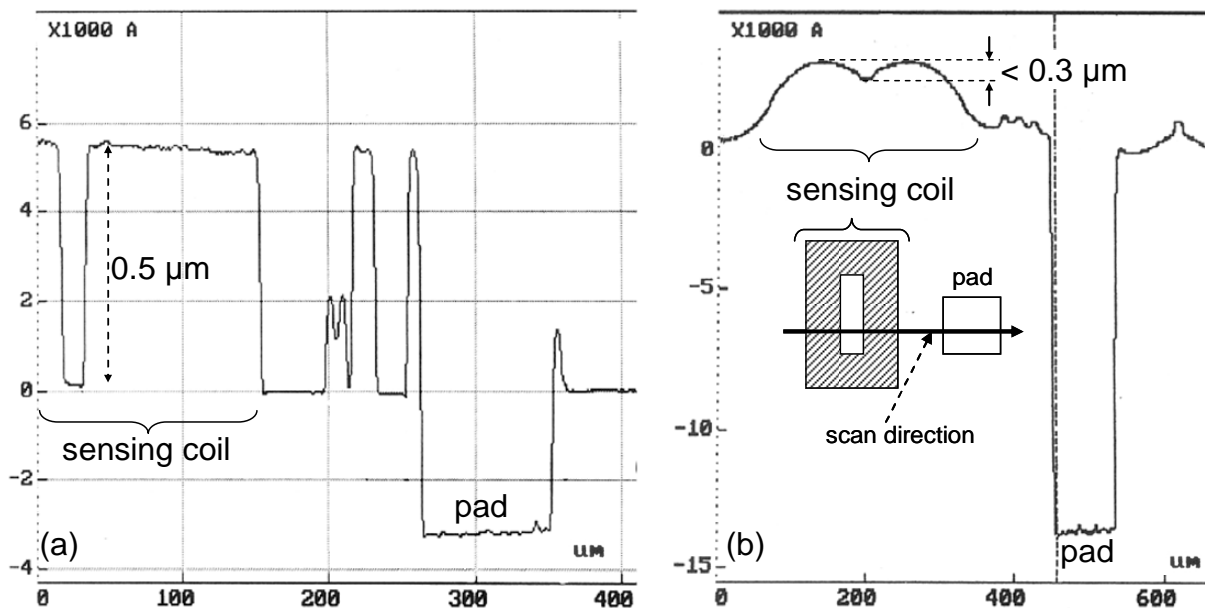 X1000 A
6
4
2
0
-2
-4
0.5 µm
sensing coil
pad
(a)
uM
0 100 200 300 400
X1000 A
0
-5
-10
-15
< 0.3 µm
sensing coil
pad
scan direction
(b)
pad
uM
0 200 400 600